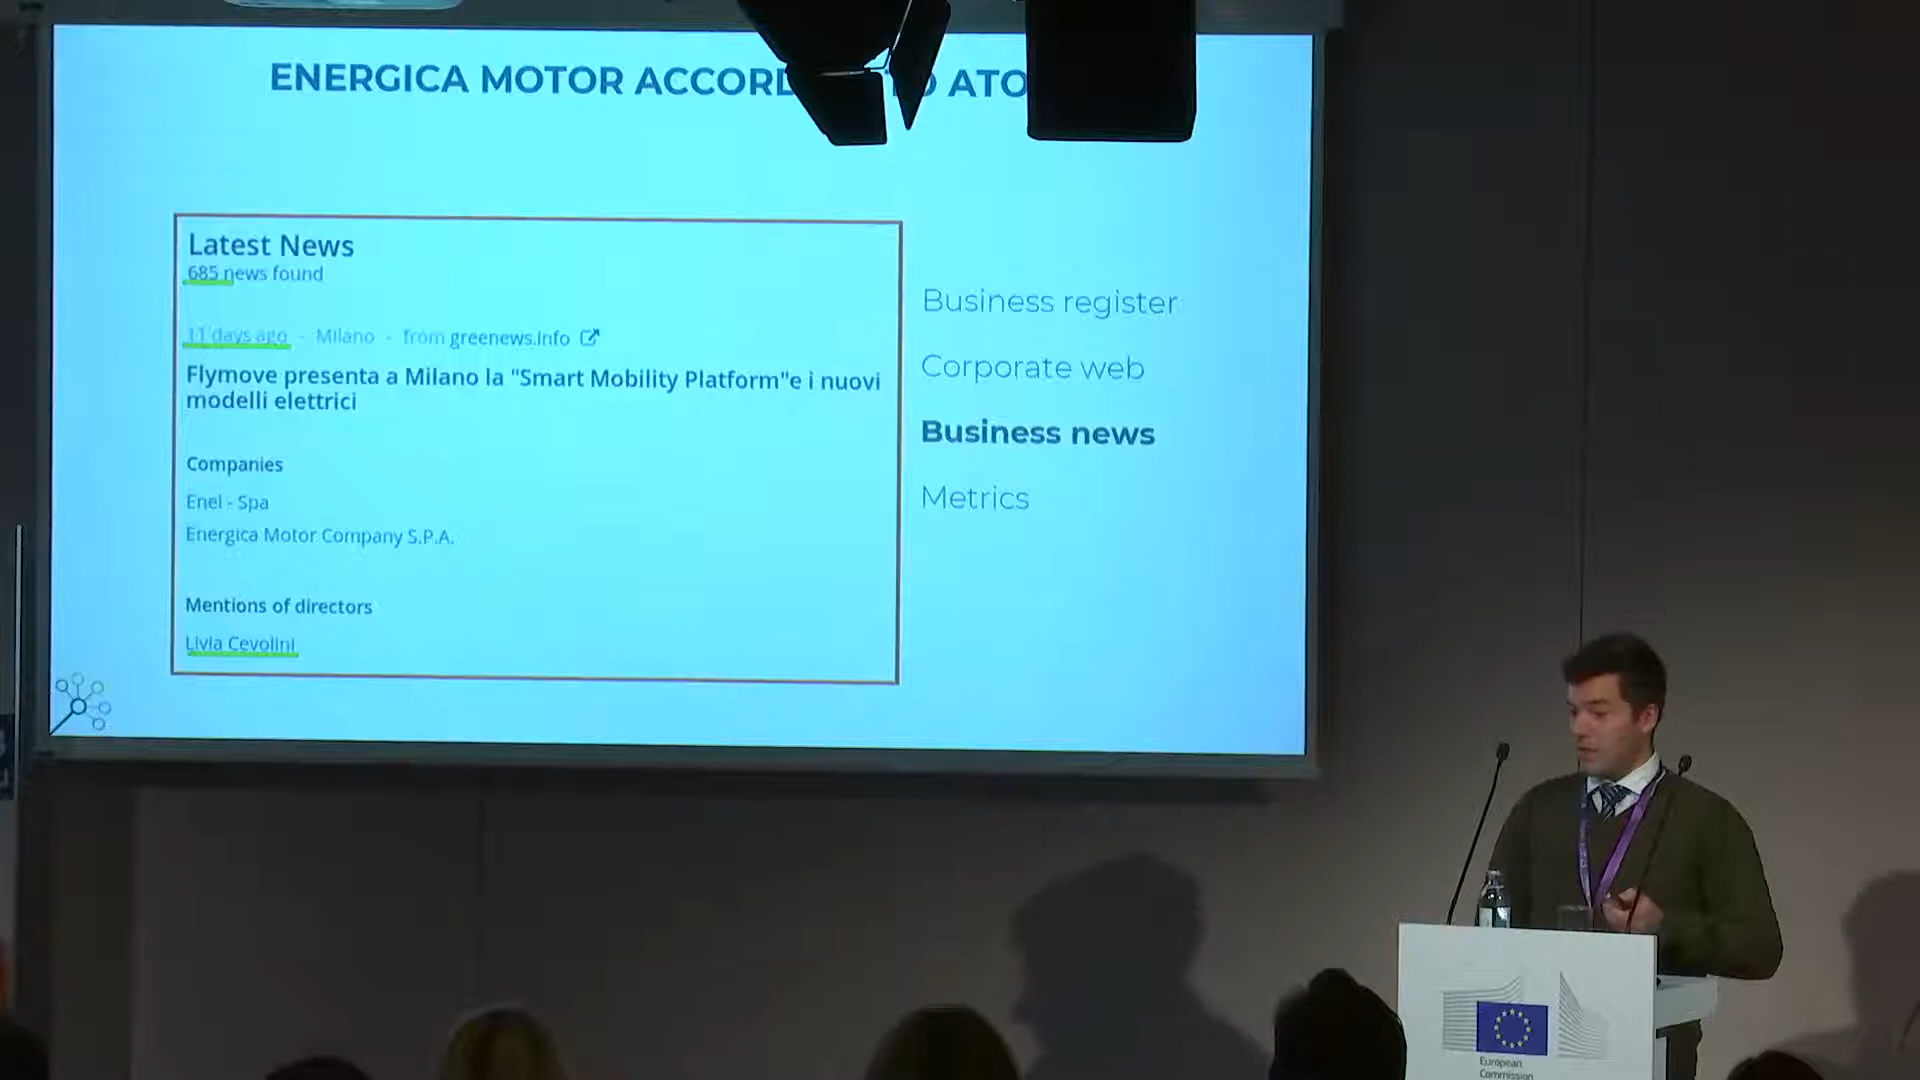 ENERGICA MOTOR ATO
Latest News
685 news found
11 days ago - Milano - from greenews.info
Flymove presenta a Milano la "Smart Mobility Platform"e i nuovi
modelli elettrici
Companies
Enel - Spa
Energica Motor Company S.P.A.
Mentions of directors
Livia Cevolini
Business register
Corporate web
Business news
Metrics
European
Commission